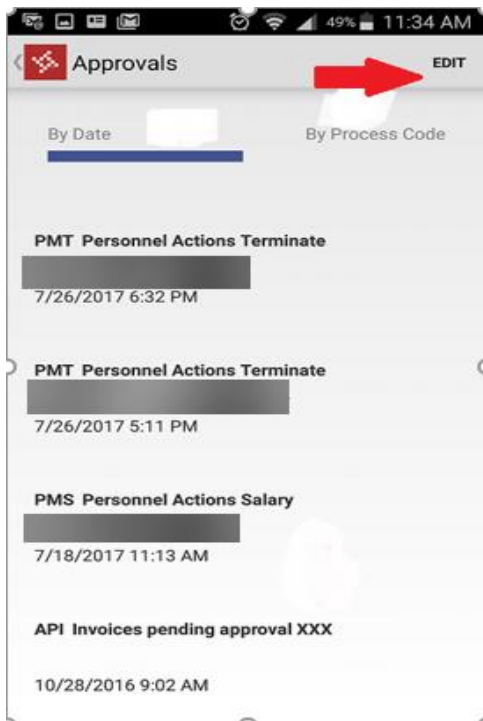 49% 11:34 AM
Approvals EDIT
By Date By Process Code
PMT Personnel Actions Terminate
7/26/2017 6:32 PM
PMT Personnel Actions Terminate
7/26/2017 5:11 PM
PMS Personnel Actions Salary
7/18/2017 11:13 AM
API Invoices pending approval XXX
10/28/2016 9:02 AM